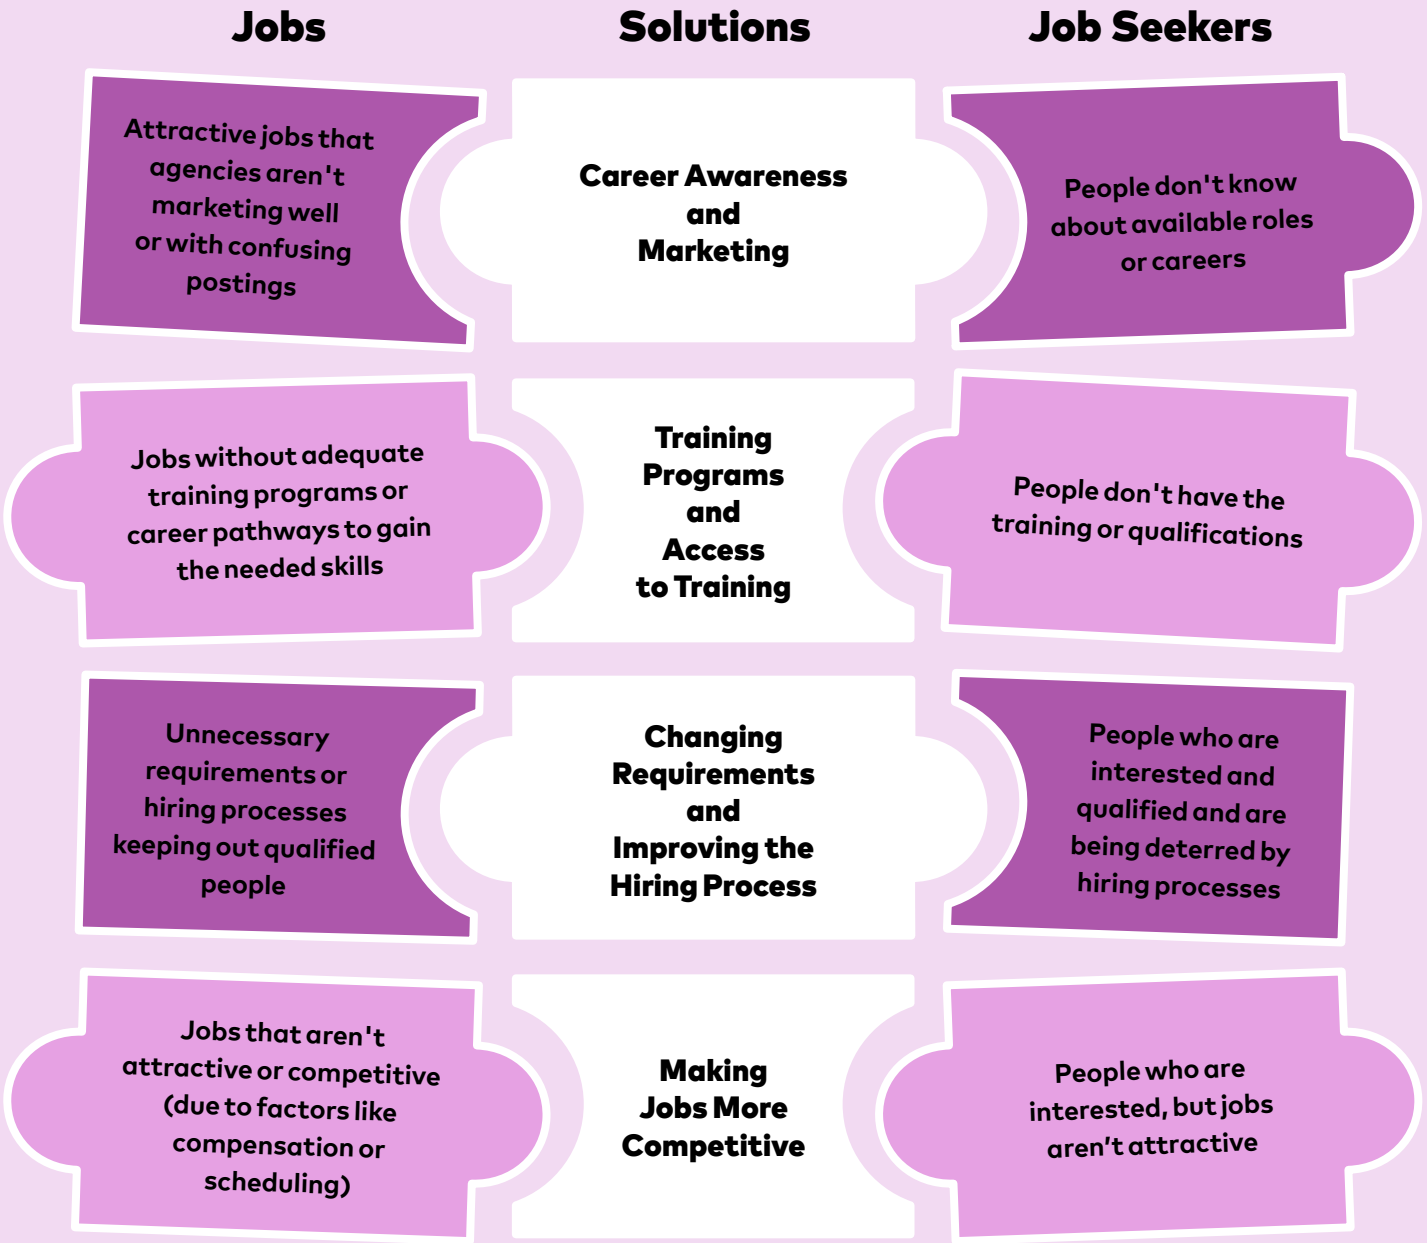 Jobs
Solutions
Job Seekers
Attractive jobs that
agencies aren't
marketing well
or with confusing
postings
Career Awareness
and
Marketing
People don't know
about available roles
or careers
Jobs without adequate
training programs or
career pathways to gain
the needed skills
Training
Programs
and
Access
to Training
People don't have the
training or qualifications
Unnecessary
requirements or
hiring processes
keeping out qualified
people
Changing
Requirements
and
Improving the
Hiring Process
People who are
interested and
qualified and are
being deterred by
hiring processes
Jobs that aren't
attractive or competitive
(due to factors like
compensation or
scheduling)
Making
Jobs More
Competitive
People who are
interested, but jobs
aren’t attractive